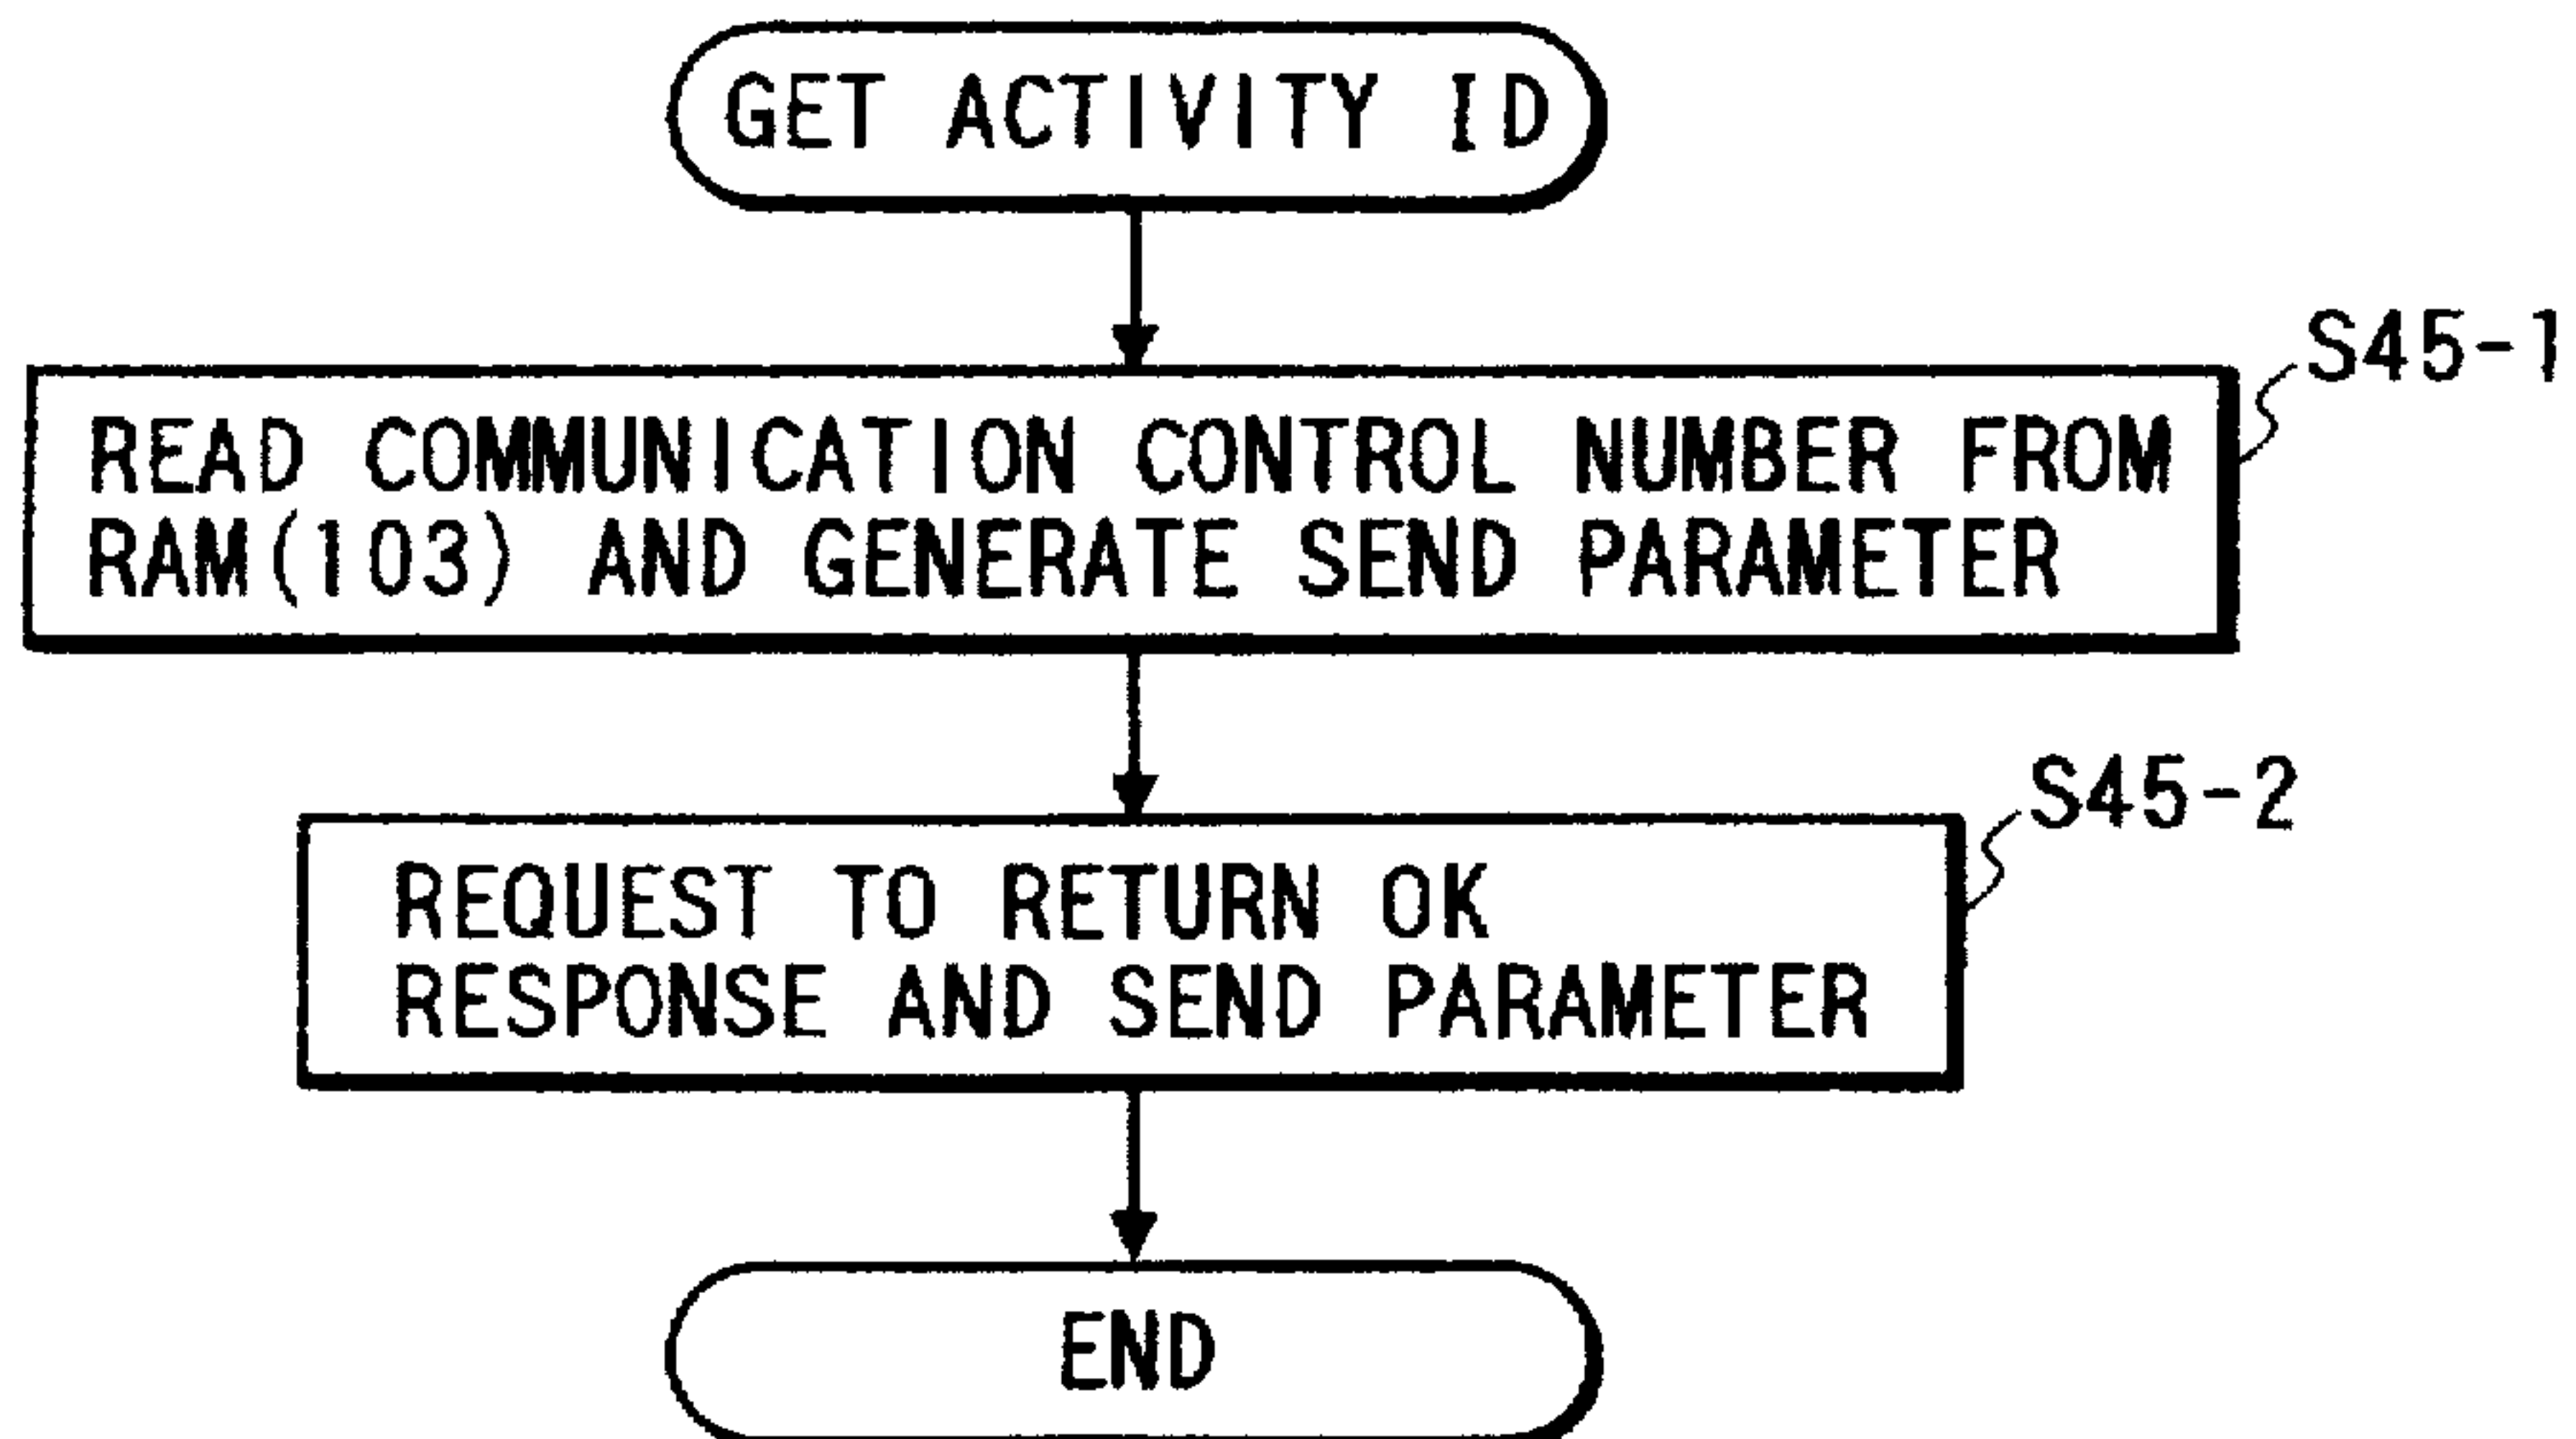 GET ACTIVITY ID
S45-1
READ COMMUNICATION CONTROL NUMBER FROM
RAM(103) AND GENERATE SEND PARAMETER
S45-2
REQUEST TO RETURN OK
RESPONSE AND SEND PARAMETER
END